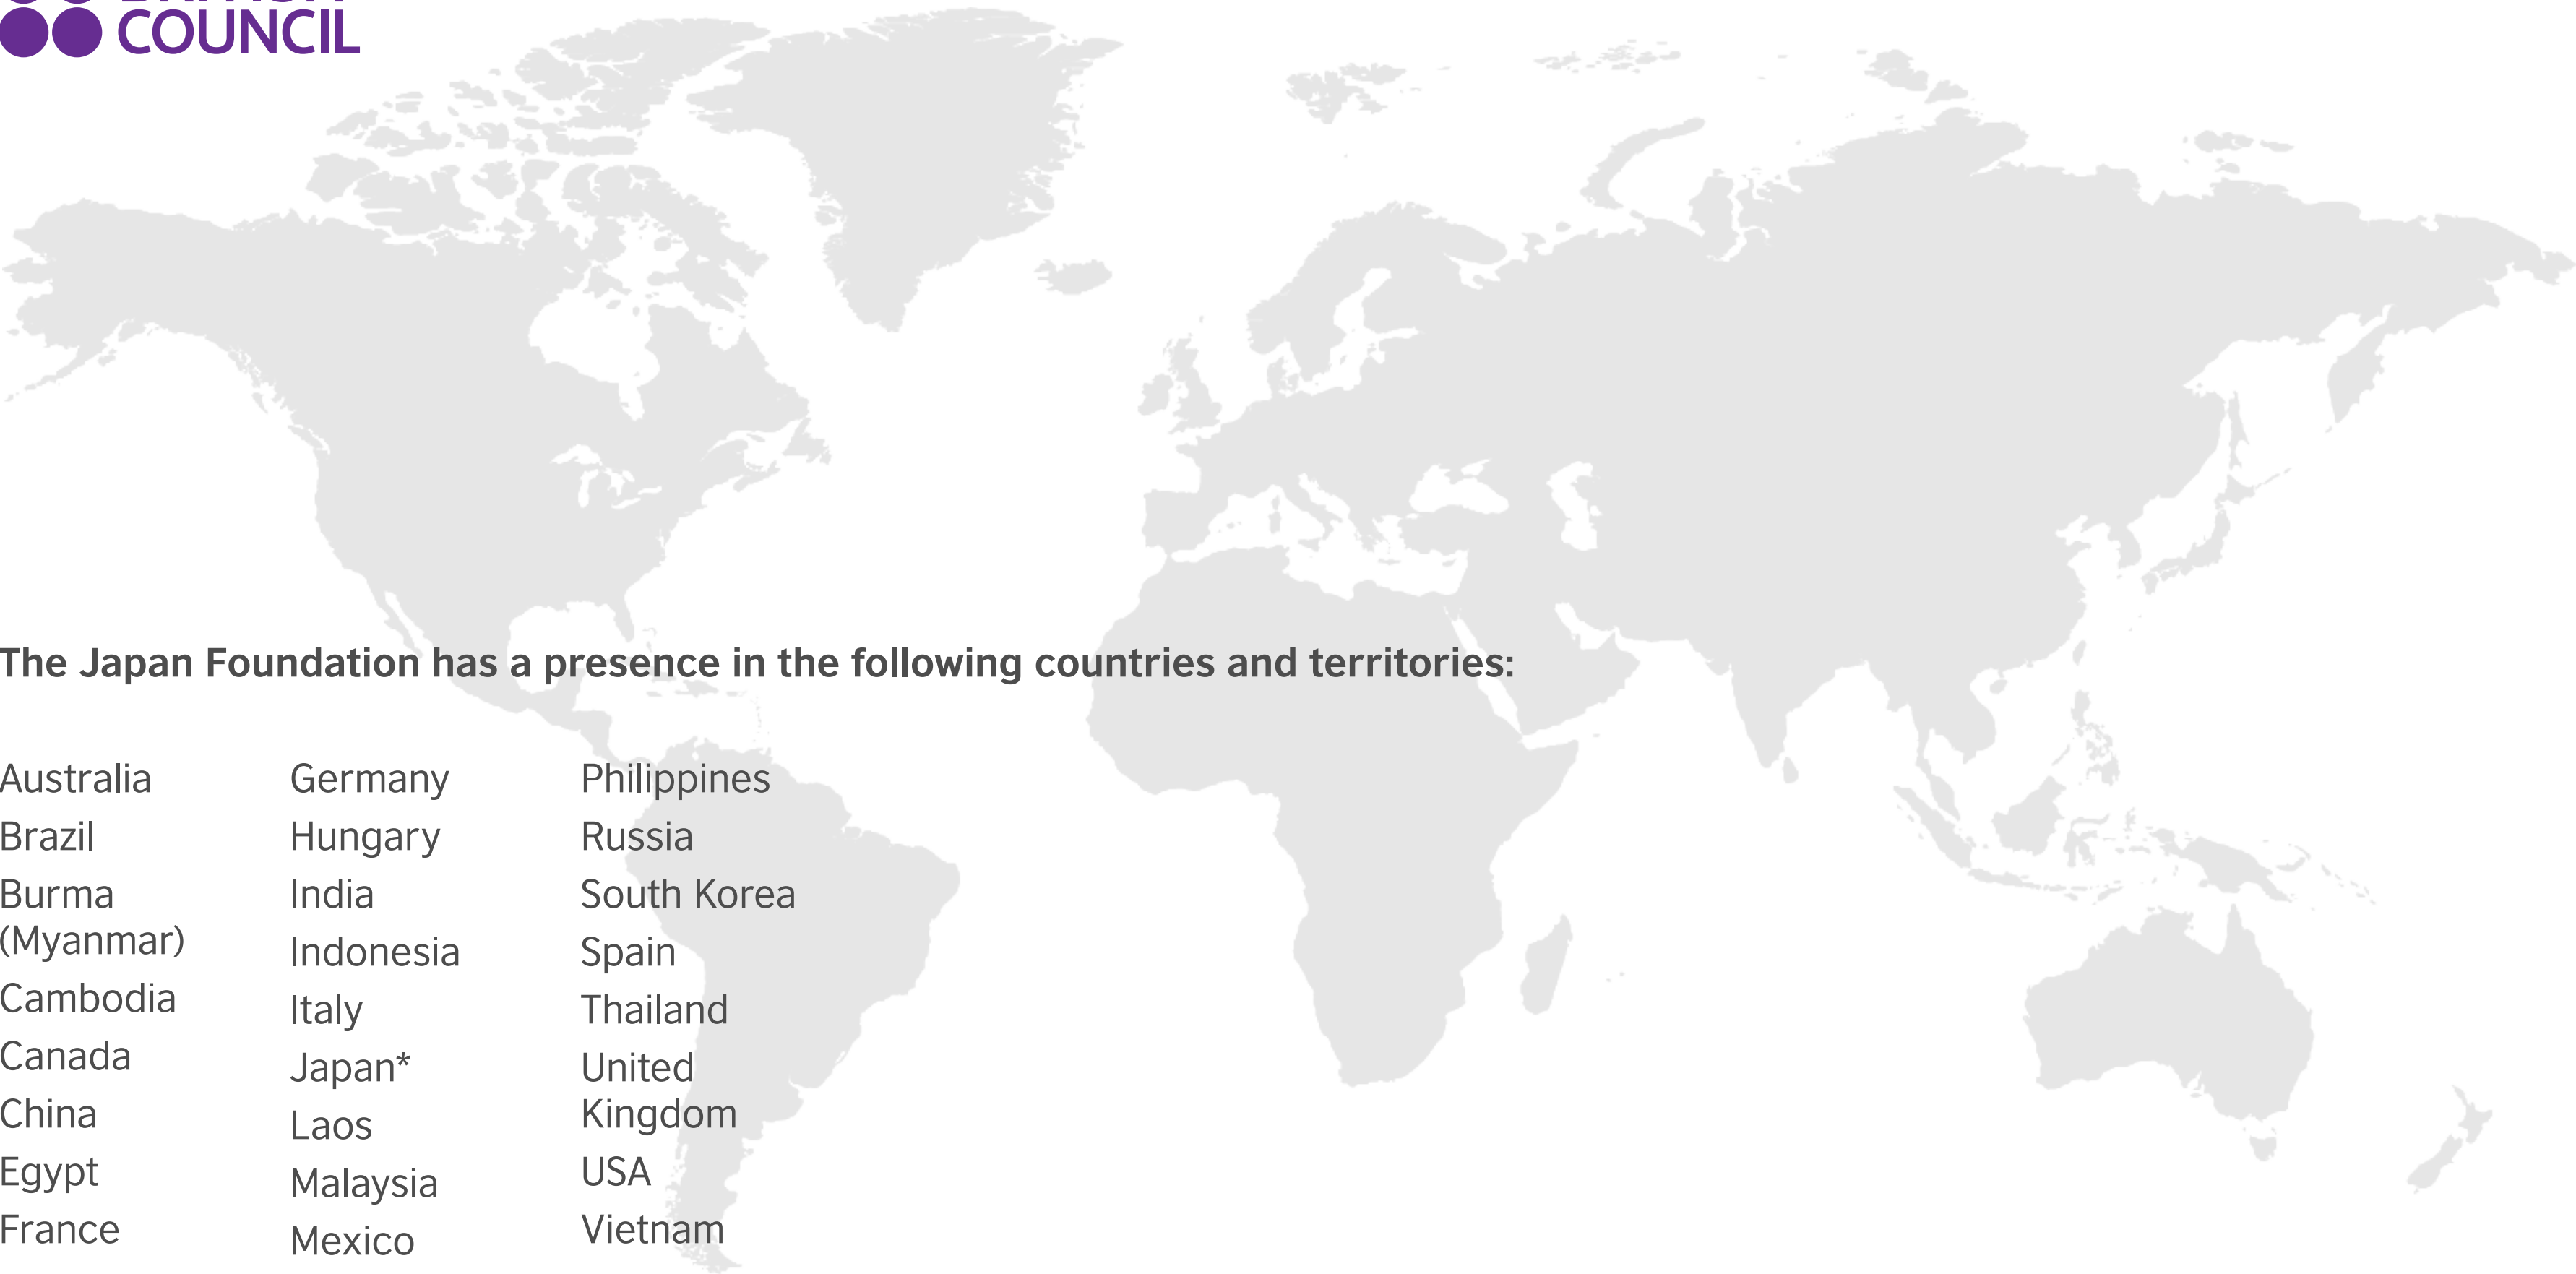 BRITISH
COUNCIL
The Japan Foundation has a presence in the following countries and territories:
Australia
Brazil
Burma
(Myanmar)
Cambodia
Canada
China
Egypt
France
Germany
Hungary
India
Indonesia
Italy
Japan*
Laos
Malaysia
Mexico
Philippines
Russia
South Korea
Spain
Thailand
United
Kingdom
USA
Vietnam